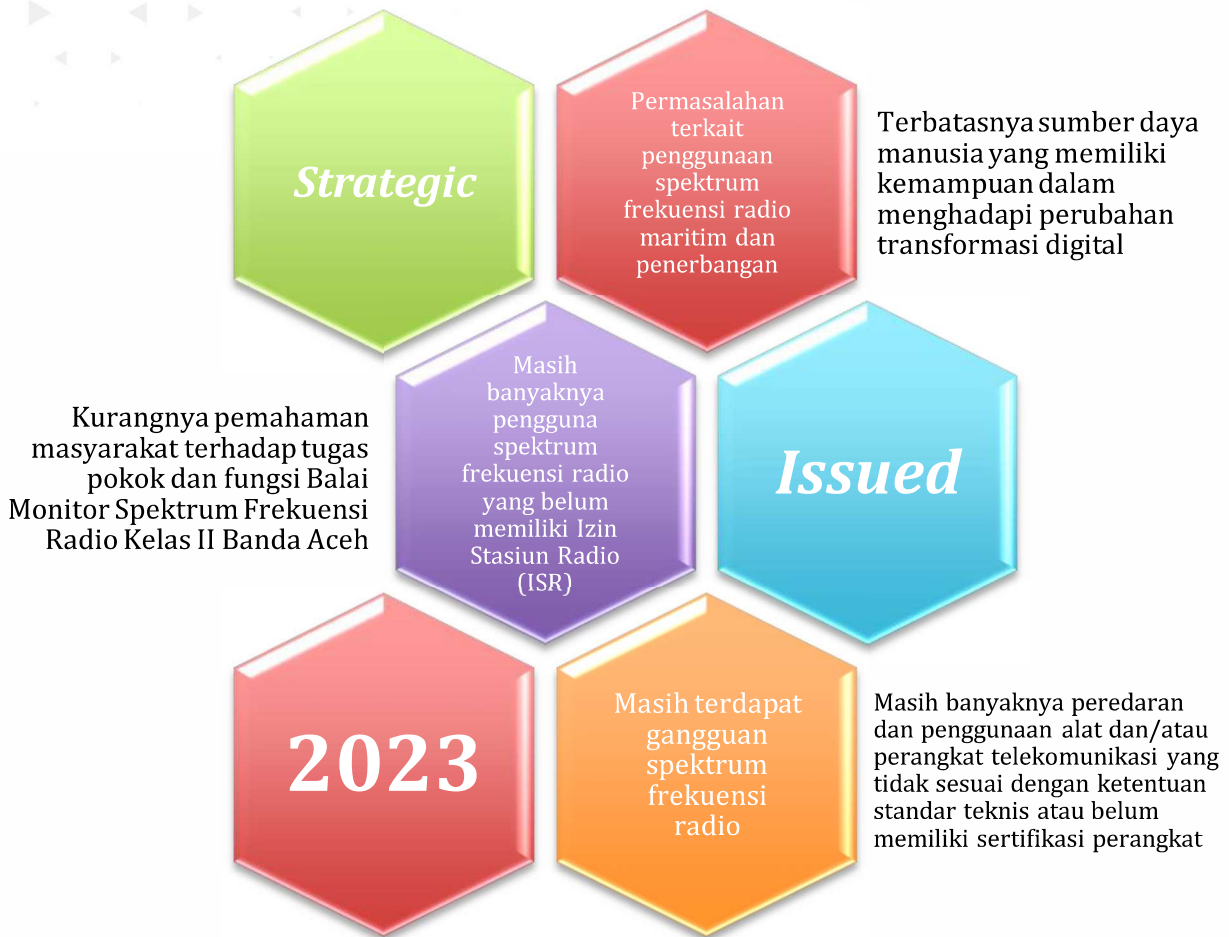 Strategic
Permasalahan
terkait
penggunaan
spektrum
frekuensi radio
maritim dan
penerbangan
Terbatasnya sumber daya
manusia yang memiliki
kemampuan dalam
menghadapi perubahan
transformasi digital
Kurangnya pemahaman
masyarakat terhadap tugas
pokok dan fungsi Balai
Monitor Spektrum Frekuensi
Radio Kelas II Banda Aceh
Masih
banyaknya
pengguna
spektrum
frekuensi radio
yang belum
memiliki Izin
Stasiun Radio
(ISR)
Issued
2023
Masih terdapat
gangguan
spektrum
frekuensi
radio
Masih banyaknya peredaran
dan penggunaan alat dan/atau
perangkat telekomunikasi yang
tidak sesuai dengan ketentuan
standar teknis atau belum
memiliki sertifikasi perangkat